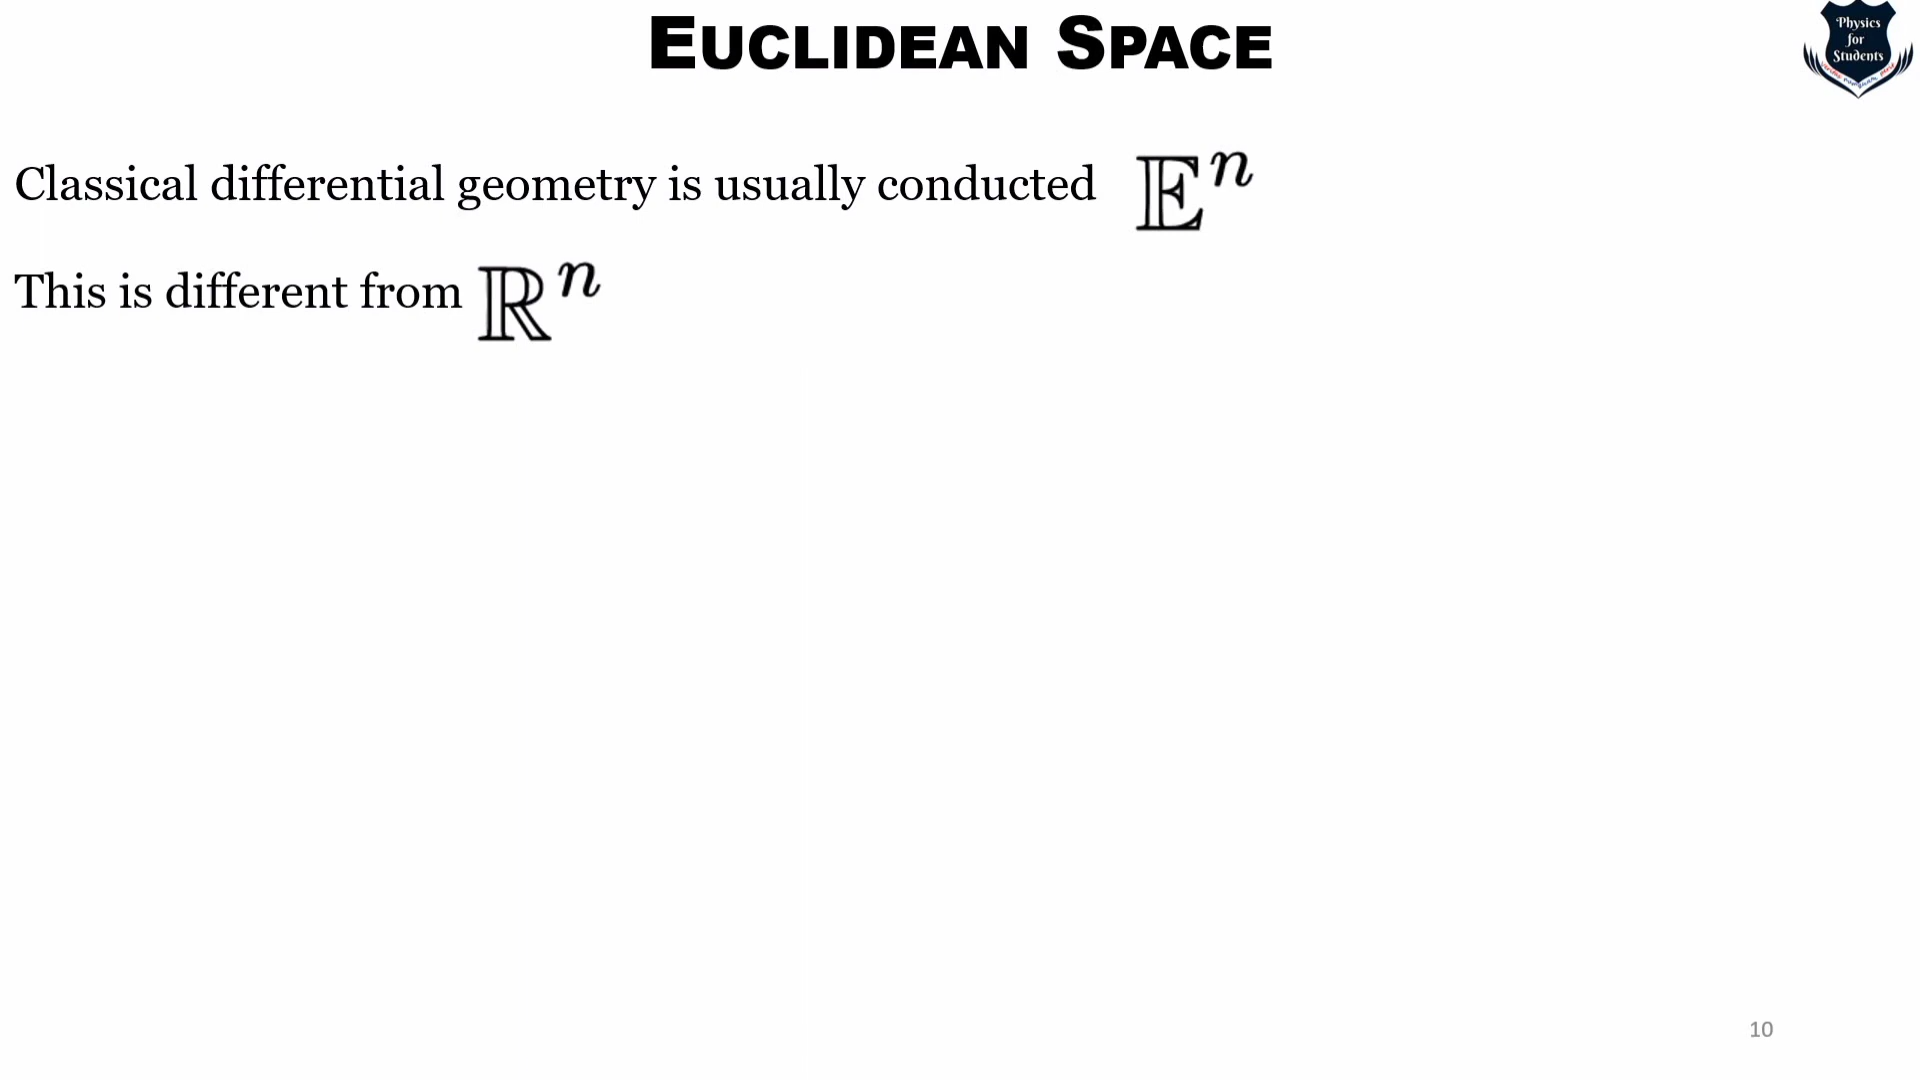 EUCLIDEAN SPACE
Physics
for
Students
Classical differential geometry is usually conducted 𝔼ⁿ
This is different from ℝⁿ
10